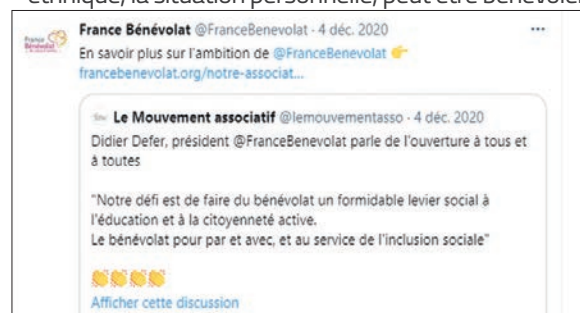 ethnique, la situation personnelle, peut être bénévole
France Bénévolat @FranceBenevolat · 4 déc. 2020
En savoir plus sur l'ambition de @FranceBenevolat 👉
francebenevolat.org/notre-associat...
Le Mouvement associatif @lemouvementasso · 4 déc. 2020
Didier Defer, président @FranceBenevolat parle de l'ouverture à tous et
à toutes
"Notre défi est de faire du bénévolat un formidable levier social à
l'éducation et à la citoyenneté active.
Le bénévolat pour par et avec, et au service de l'inclusion sociale"
👏👏👏👏
Afficher cette discussion